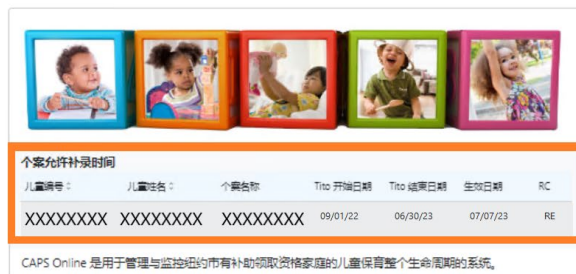 个案允许补录时间
儿童编号 儿童姓名 个案名称 Tito 开始日期 Tito 结束日期 生效日期 RC
XXXXXXXX XXXXXXXX XXXXXXXX 09/01/22 06/30/23 07/07/23 RE
CAPS Online 是用于管理与监控纽约市有补助领取资格家庭的儿童保育整个生命周期的系统。